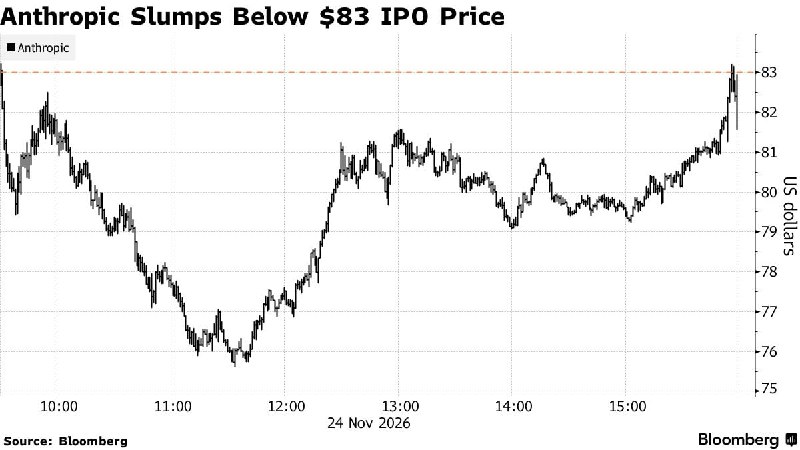 Anthropic Slumps Below $83 IPO Price
Anthropic
83
82
81
80
79
78
77
76
75
US dollars
10:00 11:00 12:00 13:00 14:00 15:00
24 Nov 2026
Source: Bloomberg
Bloomberg